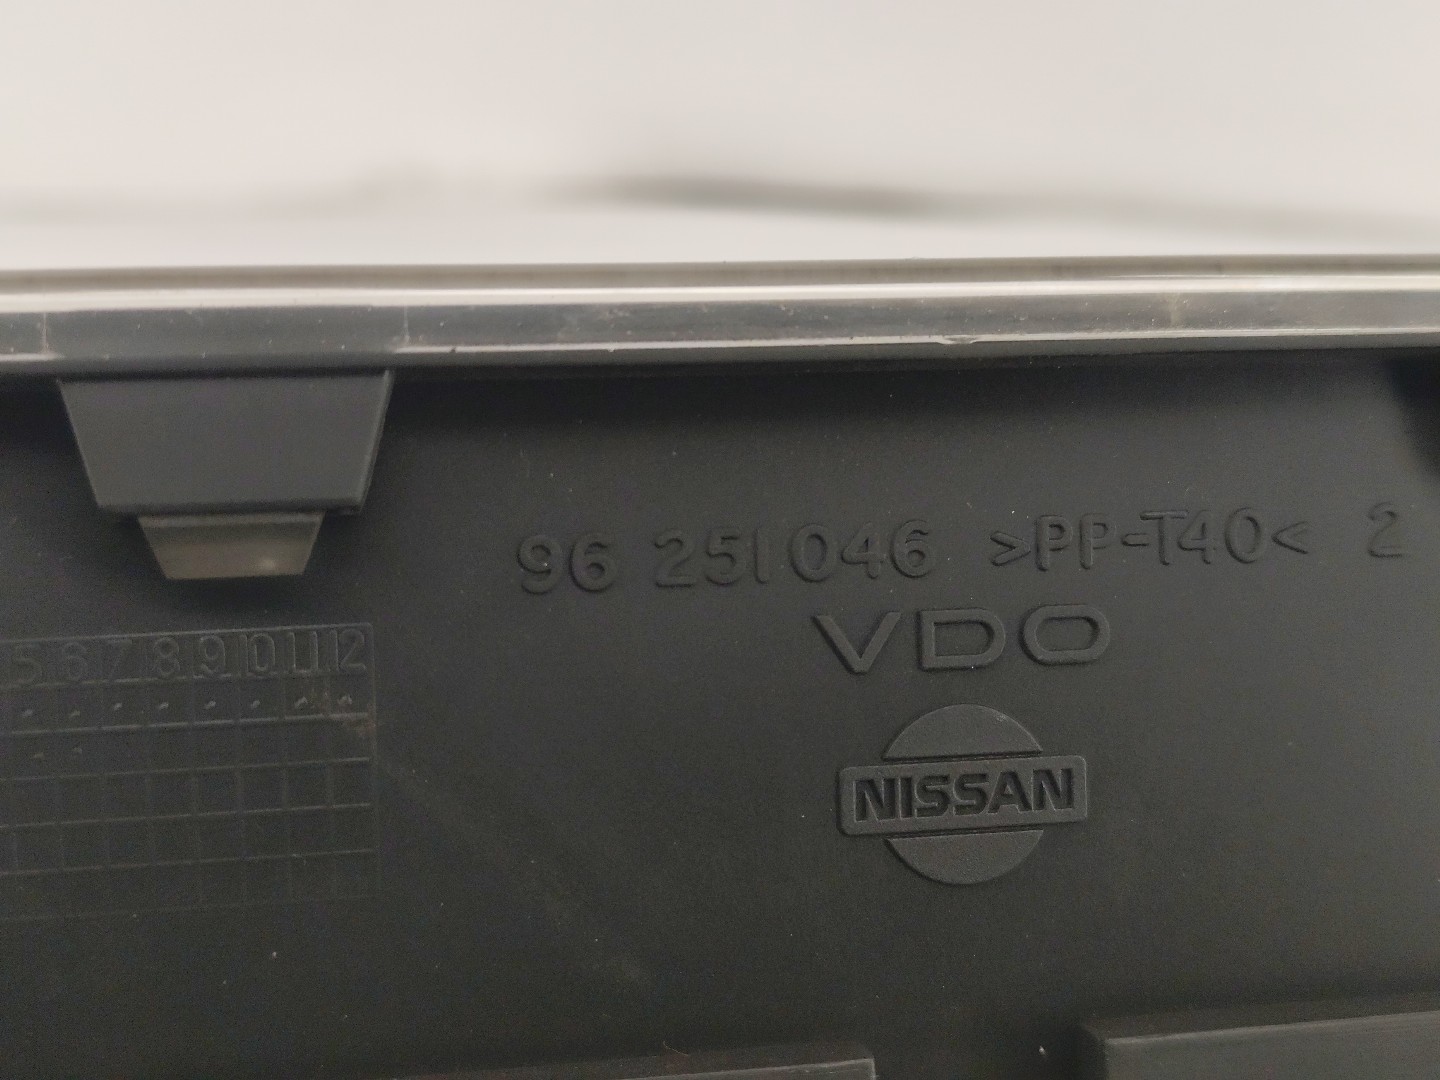 96 251 046 >PP-T40< 2
VDO
5 6 7 8 9 10 11 12
NISSAN